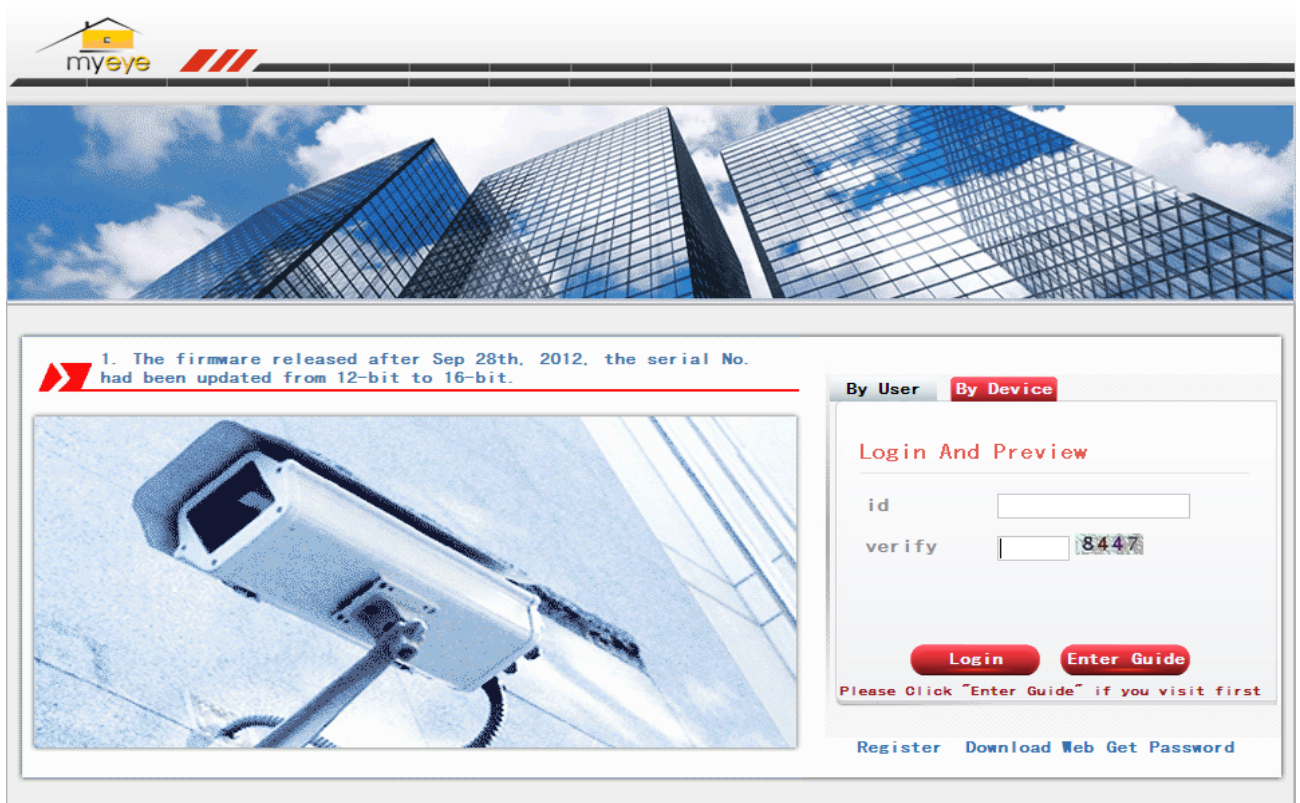 myeye
1. The firmware released after Sep 28th, 2012, the serial No.
had been updated from 12-bit to 16-bit.
By User By Device
Login And Preview
id
verify 8447
Login Enter Guide
Please Click "Enter Guide" if you visit first
Register Download Web Get Password